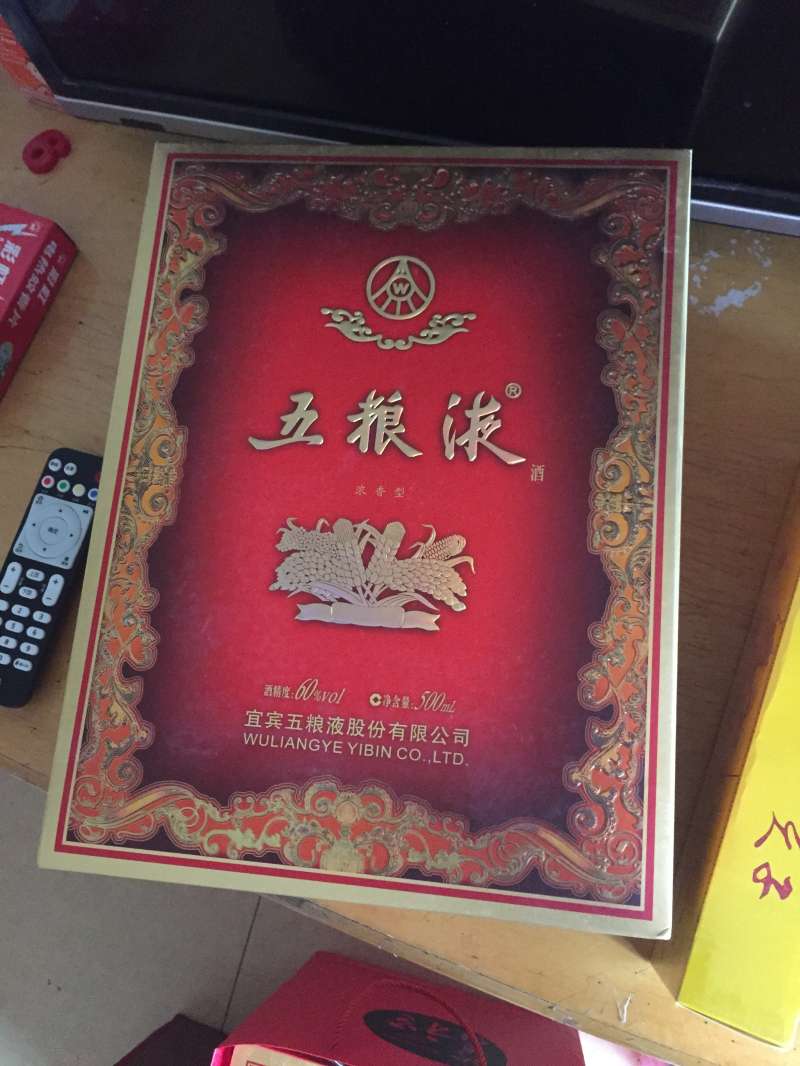 W
五粮液®
酒
浓香型
酒精度:60%vol 净含量:500mL
宜宾五粮液股份有限公司
WULIANGYE YIBIN CO.,LTD.